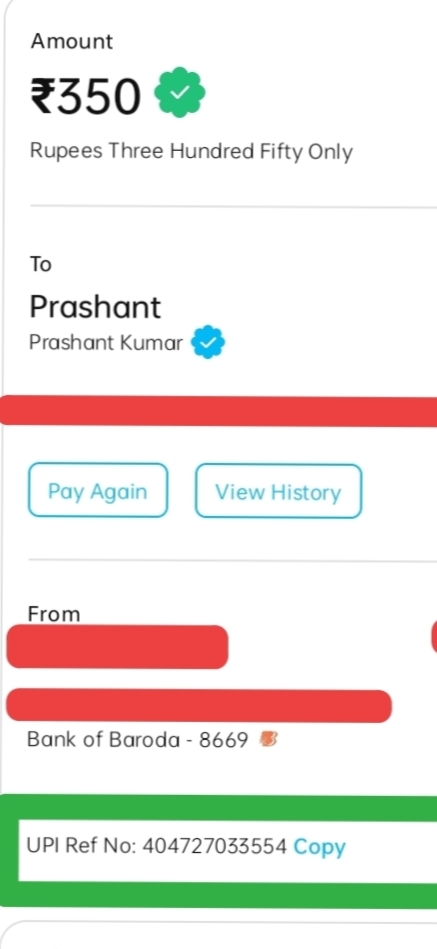 Amount
₹350
Rupees Three Hundred Fifty Only
To
Prashant
Prashant Kumar
Pay Again
View History
From
Bank of Baroda - 8669
UPI Ref No: 404727033554 Copy